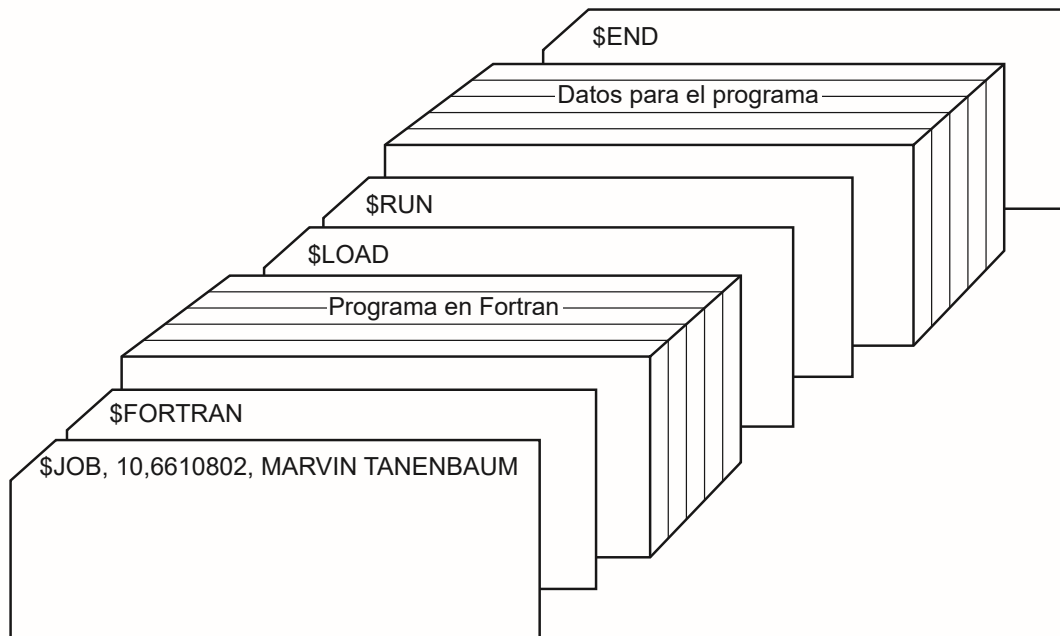 $END
Datos para el programa
$RUN
$LOAD
Programa en Fortran
$FORTRAN
$JOB, 10,6610802, MARVIN TANENBAUM